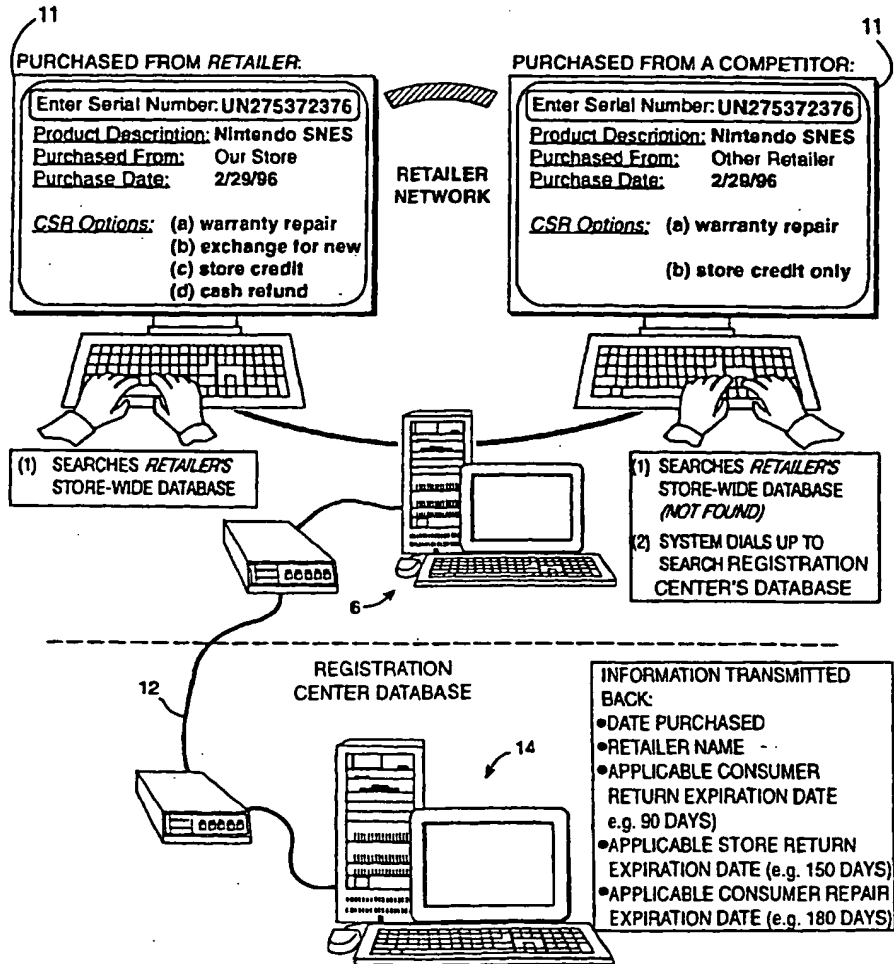 11
11
PURCHASED FROM RETAILER:
PURCHASED FROM A COMPETITOR:
Enter Serial Number: UN275372376
Product Description: Nintendo SNES
Purchased From: Our Store
Purchase Date: 2/29/96
CSR Options: (a) warranty repair
(b) exchange for new
(c) store credit
(d) cash refund
RETAILER
NETWORK
Enter Serial Number: UN275372376
Product Description: Nintendo SNES
Purchased From: Other Retailer
Purchase Date: 2/29/96
CSR Options: (a) warranty repair
(b) store credit only
(1) SEARCHES RETAILER'S
STORE-WIDE DATABASE
(1) SEARCHES RETAILER'S
STORE-WIDE DATABASE
(NOT FOUND)
(2) SYSTEM DIALS UP TO
SEARCH REGISTRATION
CENTER'S DATABASE
6
12
REGISTRATION
CENTER DATABASE
14
INFORMATION TRANSMITTED
BACK:
•DATE PURCHASED
•RETAILER NAME
•APPLICABLE CONSUMER
RETURN EXPIRATION DATE
e.g. 90 DAYS)
•APPLICABLE STORE RETURN
EXPIRATION DATE (e.g. 150 DAYS)
•APPLICABLE CONSUMER REPAIR
EXPIRATION DATE (e.g. 180 DAYS)